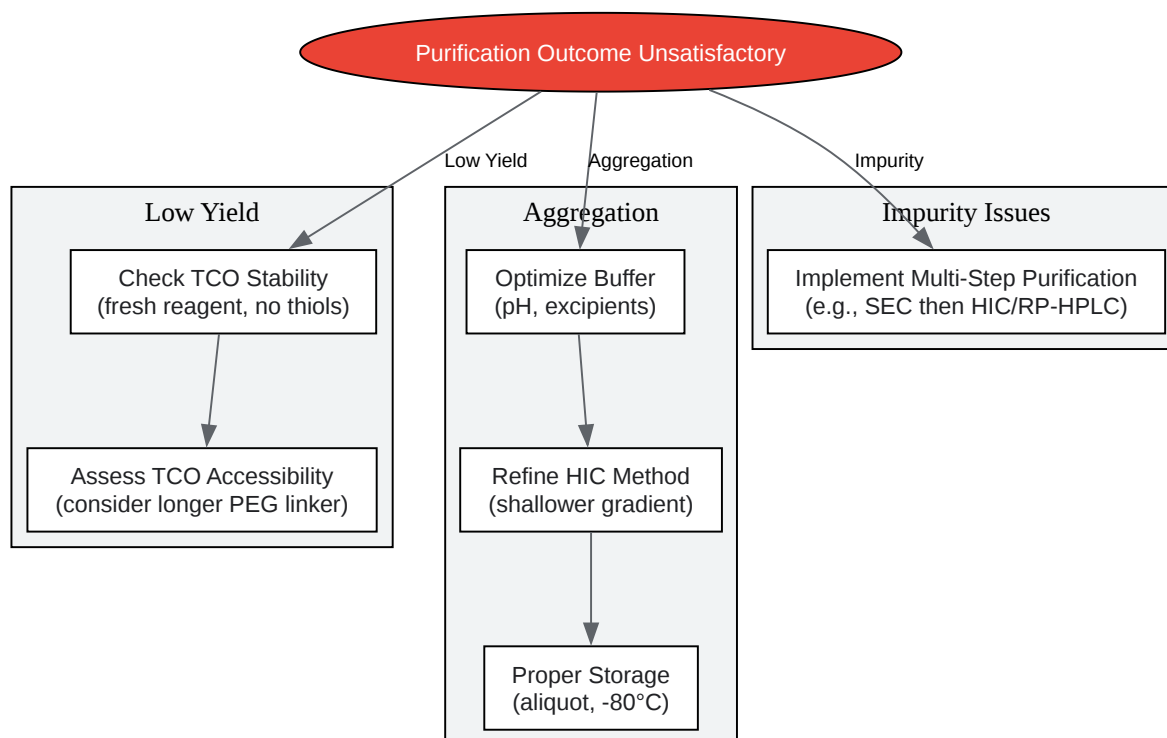 Purification Outcome Unsatisfactory
Low Yield
Aggregation
Impurity
Low Yield
Check TCO Stability
(fresh reagent, no thiols)
Assess TCO Accessibility
(consider longer PEG linker)
Aggregation
Optimize Buffer
(pH, excipients)
Refine HIC Method
(shallower gradient)
Proper Storage
(aliquot, -80°C)
Impurity Issues
Implement Multi-Step Purification
(e.g., SEC then HIC/RP-HPLC)